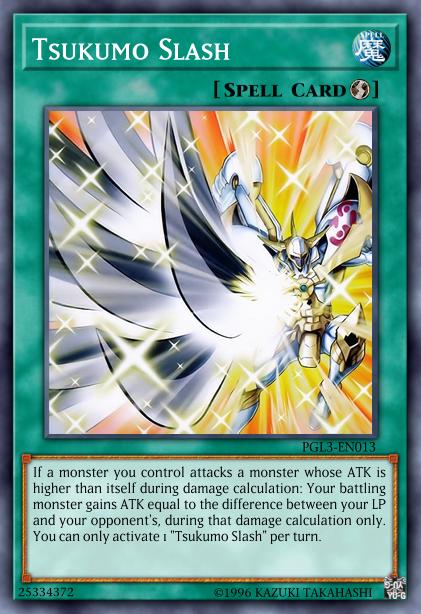 Tsukumo Slash
SPELL
魔
[Spell Card]
PGL3-EN013
If a monster you control attacks a monster whose ATK is
higher than itself during damage calculation: Your battling
monster gains ATK equal to the difference between your LP
and your opponent's, during that damage calculation only.
You can only activate 1 "Tsukumo Slash" per turn.
25334372
©1996 KAZUKI TAKAHASHI